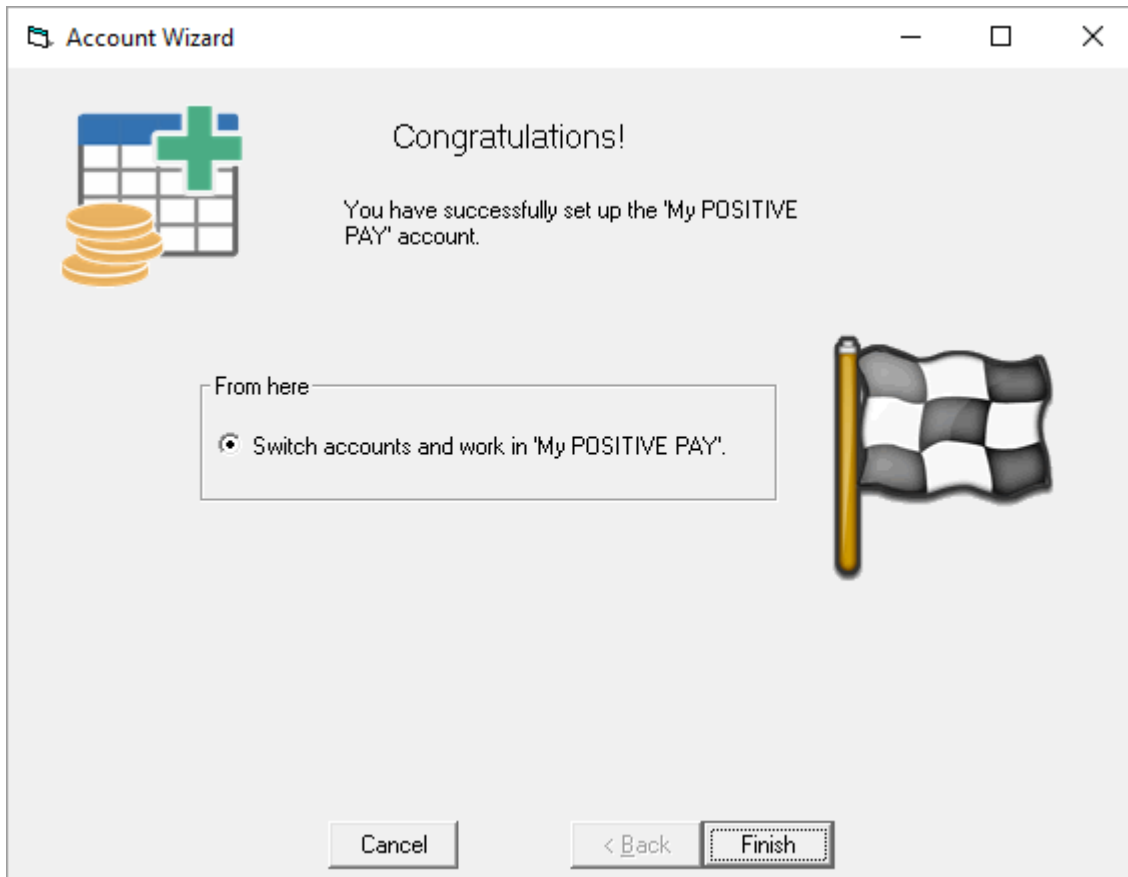 Account Wizard
Congratulations!
You have successfully set up the 'My POSITIVE
PAY' account.
From here
Switch accounts and work in 'My POSITIVE PAY'.
Cancel
< Back
Finish